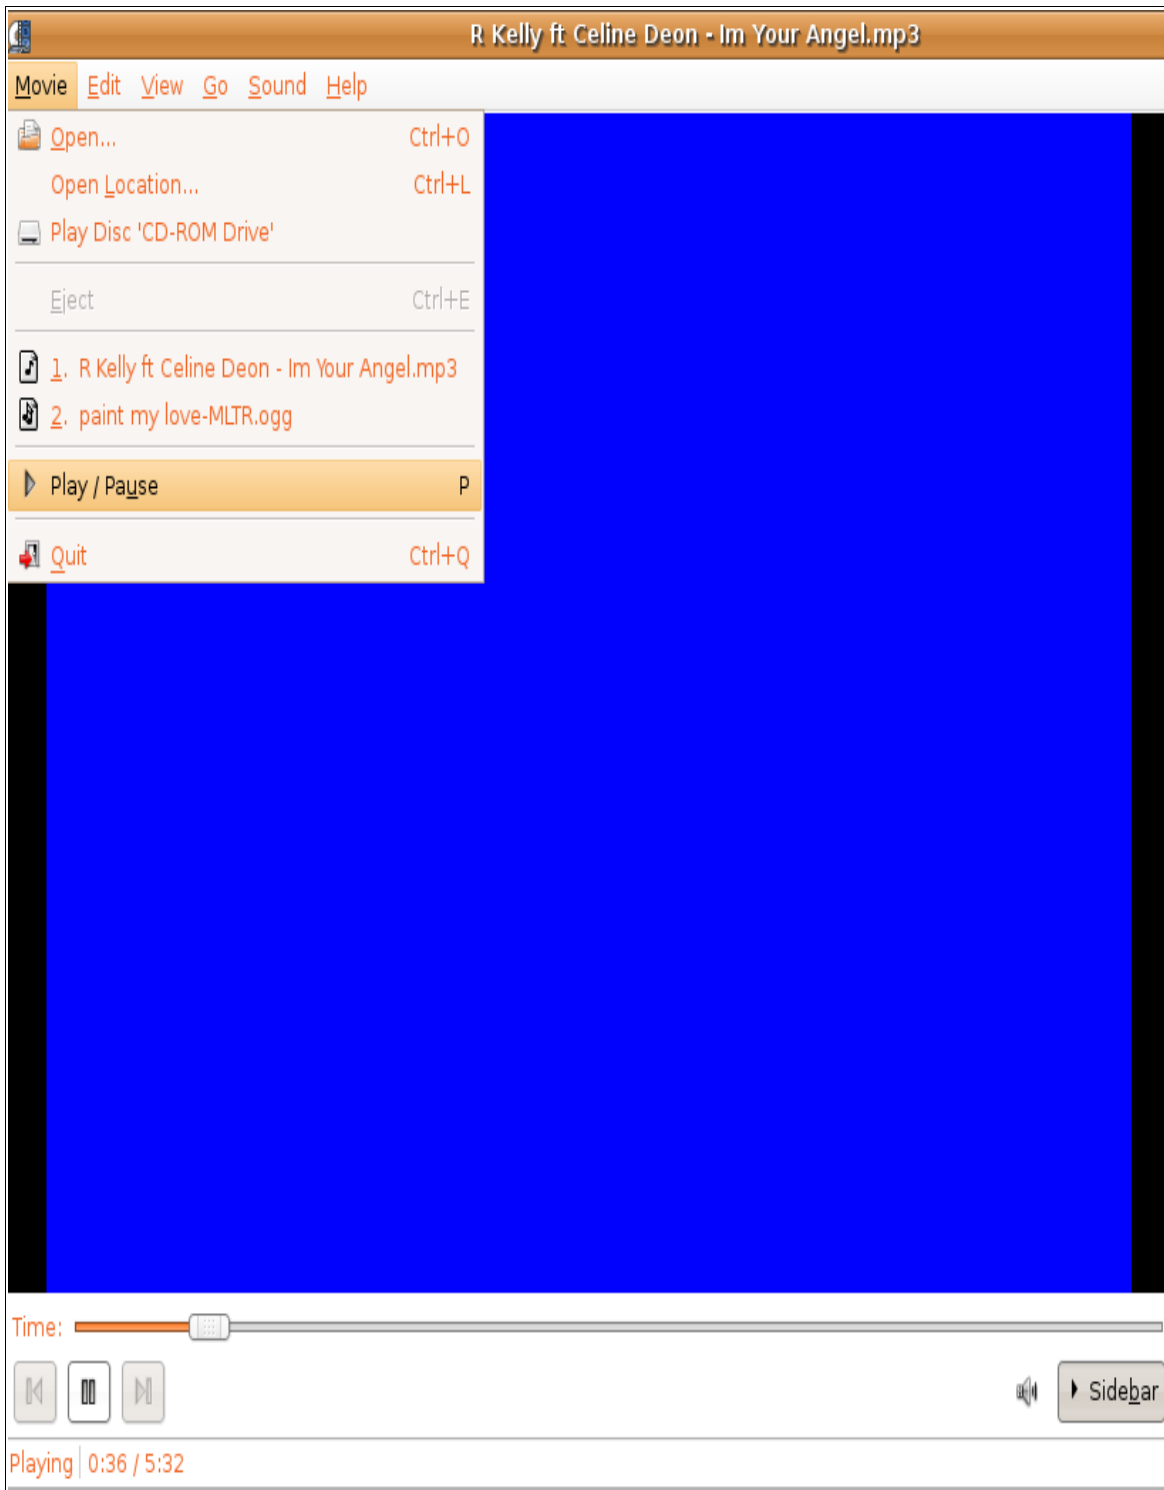 R Kelly ft Celine Deon - Im Your Angel.mp3
Movie Edit View Go Sound Help
Open... Ctrl+O
Open Location... Ctrl+L
Play Disc 'CD-ROM Drive'
Eject Ctrl+E
1. R Kelly ft Celine Deon - Im Your Angel.mp3
2. paint my love-MLTR.ogg
Play / Pause P
Quit Ctrl+Q
Time:
Sidebar
Playing 0:36 / 5:32